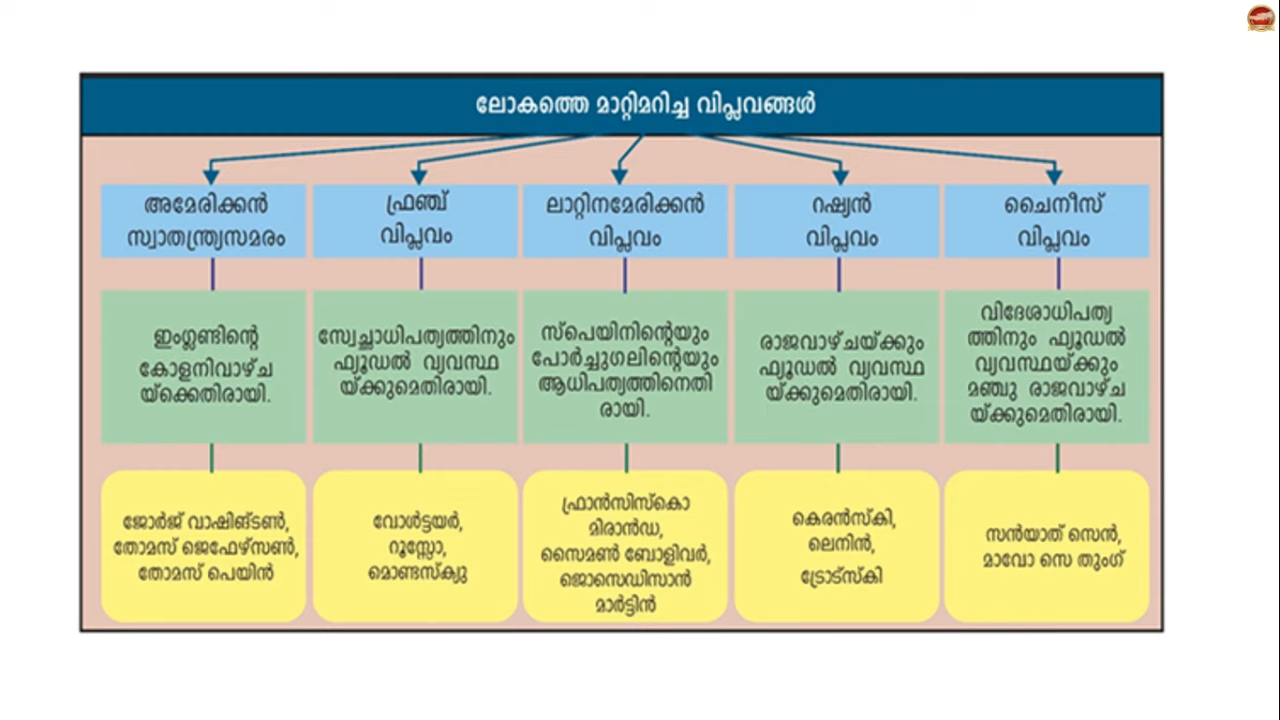 ലോകത്തെ മാറ്റിമറിച്ച വിപ്ലവങ്ങൾ
അമേരിക്കൻ
സ്വാതന്ത്ര്യസമരം
ഫ്രഞ്ച്
വിപ്ലവം
ലാറ്റിനമേരിക്കൻ
വിപ്ലവം
റഷ്യൻ
വിപ്ലവം
ചൈനീസ്
വിപ്ലവം
ഇംഗ്ലണ്ടിന്റെ
കോളനിവാഴ്ച
യ്ക്കെതിരായി.
സ്വേച്ഛാധിപത്യത്തിനും
ഫ്യൂഡൽ വ്യവസ്ഥ
യ്ക്കുമെതിരായി.
സ്പെയിനിന്റെയും
പോർച്ചുഗലിന്റെയും
ആധിപത്യത്തിനെതി
രായി.
രാജവാഴ്ചയ്ക്കും
ഫ്യൂഡൽ വ്യവസ്ഥ
യ്ക്കുമെതിരായി.
വിദേശാധിപത്യ
ത്തിനും ഫ്യൂഡൽ
വ്യവസ്ഥയ്ക്കും
മഞ്ചു രാജവാഴ്ച
യ്ക്കുമെതിരായി.
ജോർജ് വാഷിങ്ടൺ,
തോമസ് ജെഫേഴ്സൺ,
തോമസ് പെയിൻ
വോൾട്ടയർ,
റൂസ്സോ,
മൊണ്ടസ്ക്യു
ഫ്രാൻസിസ്കൊ
മിരാൻഡ,
സൈമൺ ബോളിവർ,
ജൊസെഡിസാൻ
മാർട്ടിൻ
കെരൻസ്കി,
ലെനിൻ,
ട്രോട്സ്കി
സൻയാത് സെൻ,
മാവോ സെ തുംഗ്